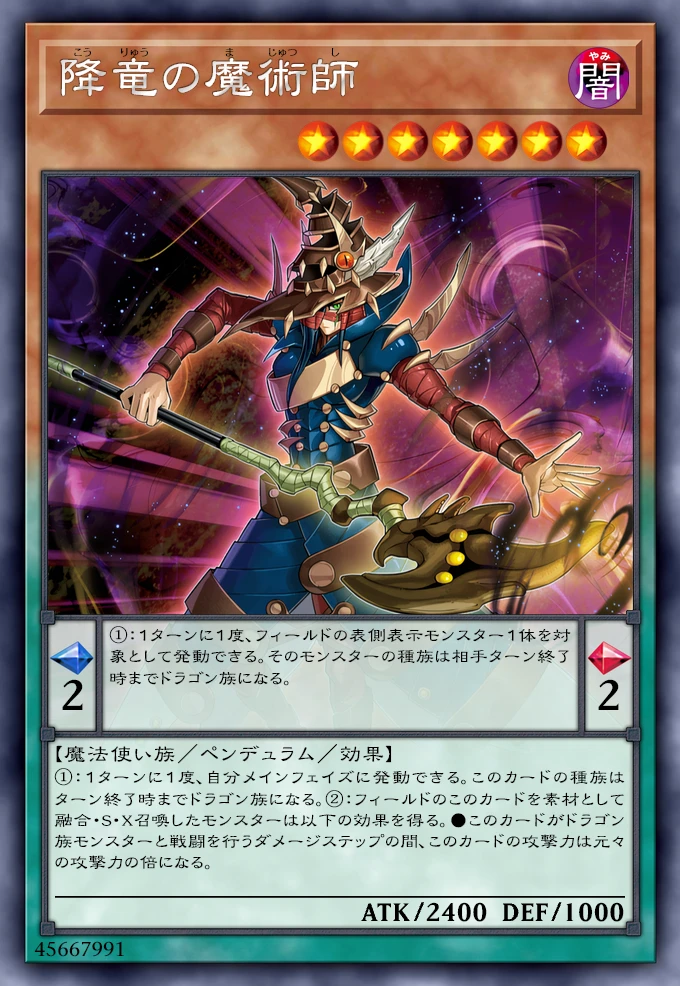 こうりゅうまじゅつし
降竜の魔術師
やみ
闇
①：1ターンに1度、フィールドの表側表示モンスター1体を対
象として発動できる。そのモンスターの種族は相手ターン終了
時までドラゴン族になる。
2
2
【魔法使い族／ペンデュラム／効果】
①：1ターンに1度、自分メインフェイズに発動できる。このカードの種族は
ターン終了時までドラゴン族になる。②：フィールドのこのカードを素材として
融合・S・X召喚したモンスターは以下の効果を得る。●このカードがドラゴン
族モンスターと戦闘を行うダメージステップの間、このカードの攻撃力は元々
の攻撃力の倍になる。
ATK/2400 DEF/1000
45667991